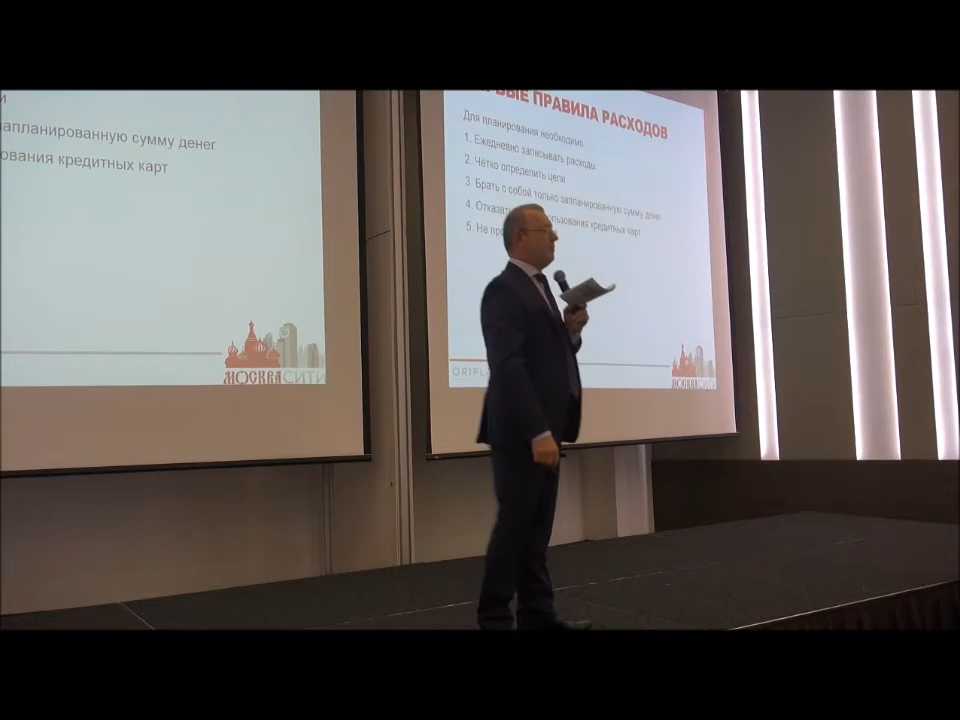 и
запланированную сумму денег
ования кредитных карт
МОСКВАСИТИ
ВЫЕ ПРАВИЛА РАСХОДОВ
Для планирования необходимо
1. Ежедневно записывать расходы
2. Чётко определить цели
3. Брать с собой только запланированную сумму денег
4. Отказат ользования кредитных карт
5. Не про
ORIFL
МОСКВАСИТИ